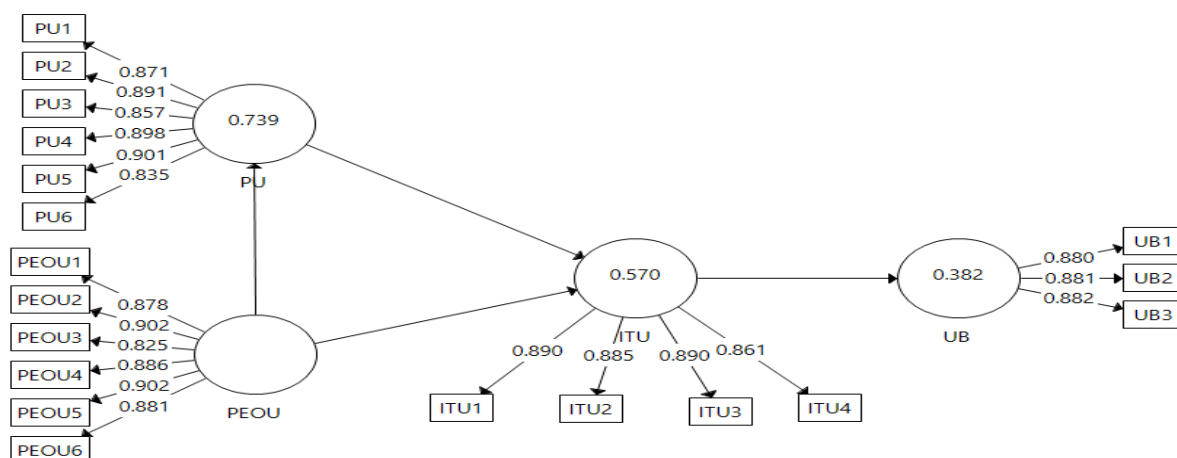 PU1
PU2
PU3
PU4
PU5
PU6
0.871
0.891
0.857
0.898
0.901
0.835
0.739
PU
PEOU1
PEOU2
PEOU3
PEOU4
PEOU5
PEOU6
0.878
0.902
0.825
0.886
0.902
0.881
PEOU
0.570
ITU
0.890
0.885
0.890
0.861
ITU1
ITU2
ITU3
ITU4
0.382
UB
0.880
0.881
0.882
UB1
UB2
UB3